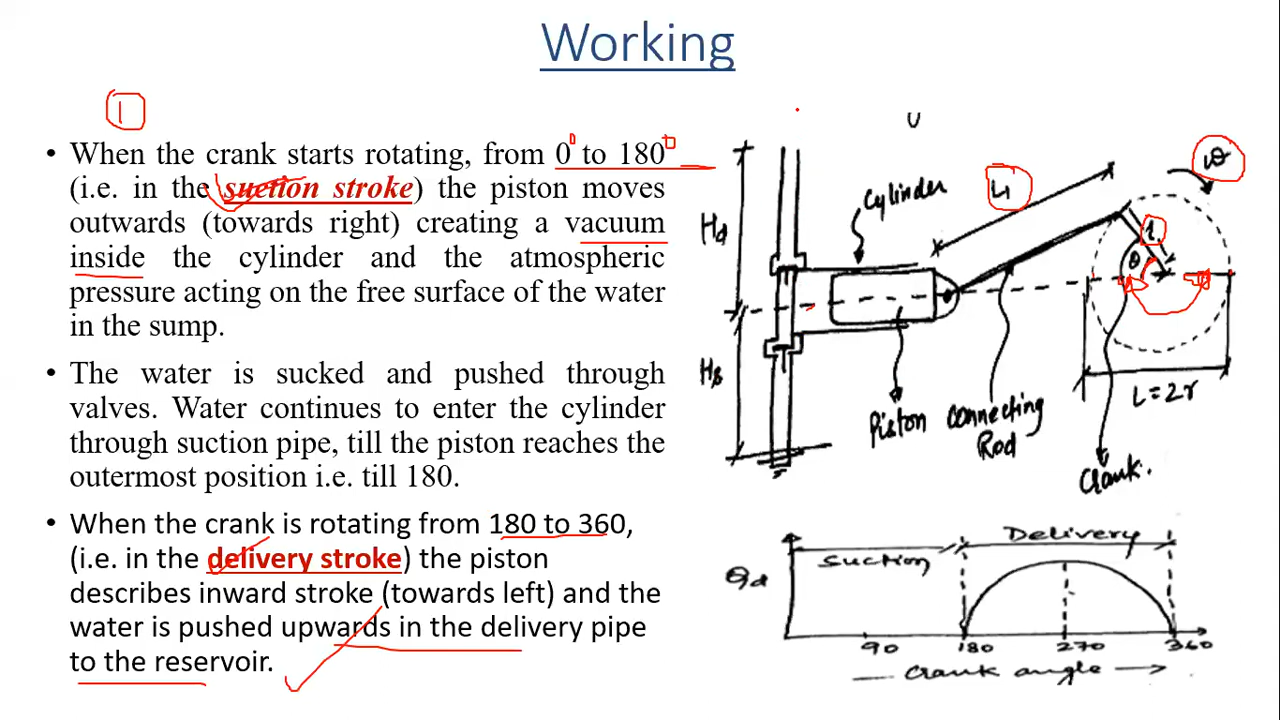 Working
1
• When the crank starts rotating, from 0° to 180°
(i.e. in the suction stroke) the piston moves
outwards (towards right) creating a vacuum
inside the cylinder and the atmospheric
pressure acting on the free surface of the water
in the sump.
• The water is sucked and pushed through
valves. Water continues to enter the cylinder
through suction pipe, till the piston reaches the
outermost position i.e. till 180.
• When the crank is rotating from 180 to 360,
(i.e. in the delivery stroke) the piston
describes inward stroke (towards left) and the
water is pushed upwards in the delivery pipe
to the reservoir.
Cylinder
Hd
θ
Hs
L=2r
Piston
Connecting
Rod
Crank.
Delivery
Suction
Qd
90
180
270
360
Crank angle